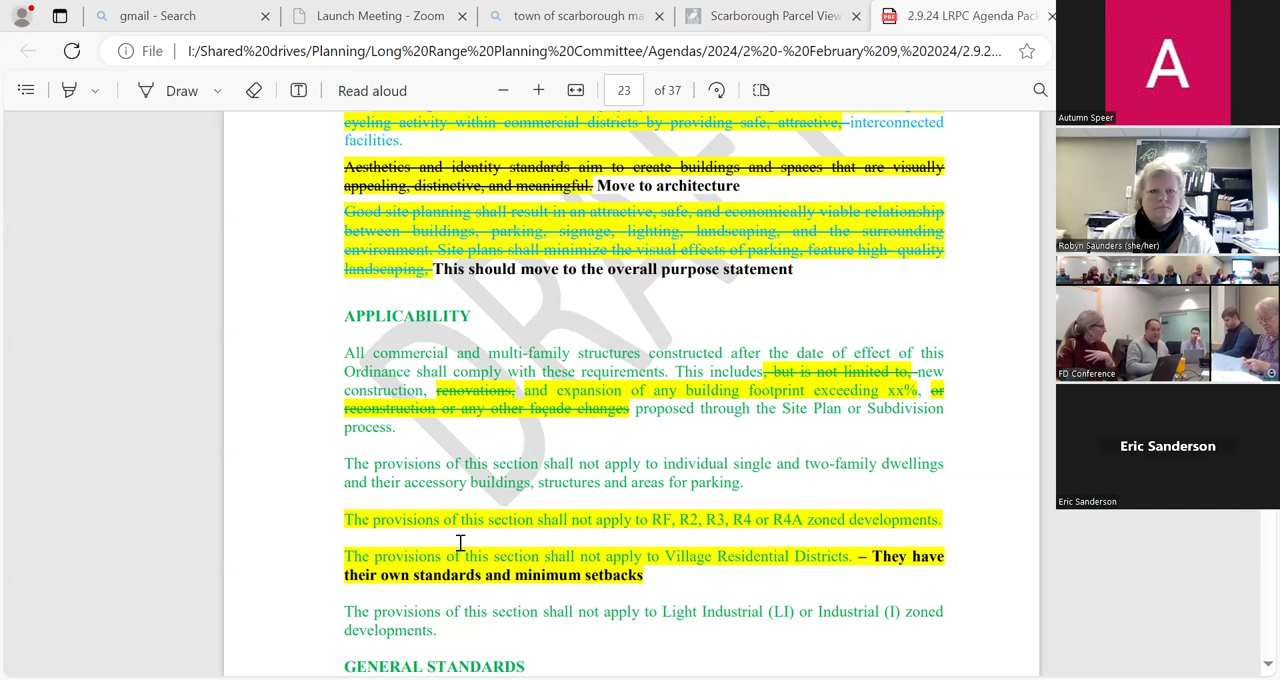 gmail - Search
Launch Meeting - Zoom
town of scarborough ma
Scarborough Parcel View
2.9.24 LRPC Agenda Pack
File
I:/Shared%20drives/Planning/Long%20Range%20Planning%20Committee/Agendas/2024/2%20-%20February%209,%202024/2.9.2...
Draw
Read aloud
23
of 37
cycling activity within commercial districts by providing safe, attractive, interconnected
facilities.
Aesthetics and identity standards aim to create buildings and spaces that are visually
appealing, distinctive, and meaningful. Move to architecture
Good site planning shall result in an attractive, safe, and economically viable relationship
between buildings, parking, signage, lighting, landscaping, and the surrounding
environment. Site plans shall minimize the visual effects of parking, feature high- quality
landscaping, This should move to the overall purpose statement
APPLICABILITY
All commercial and multi-family structures constructed after the date of effect of this
Ordinance shall comply with these requirements. This includes, but is not limited to, new
construction, renovations, and expansion of any building footprint exceeding xx%, or
reconstruction or any other façade changes proposed through the Site Plan or Subdivision
process.
The provisions of this section shall not apply to individual single and two-family dwellings
and their accessory buildings, structures and areas for parking.
The provisions of this section shall not apply to RF, R2, R3, R4 or R4A zoned developments.
The provisions of this section shall not apply to Village Residential Districts. – They have
their own standards and minimum setbacks
The provisions of this section shall not apply to Light Industrial (LI) or Industrial (I) zoned
developments.
GENERAL STANDARDS
DRAFT
A
Autumn Speer
Robyn Saunders (she/her)
FD Conference
Eric Sanderson
Eric Sanderson